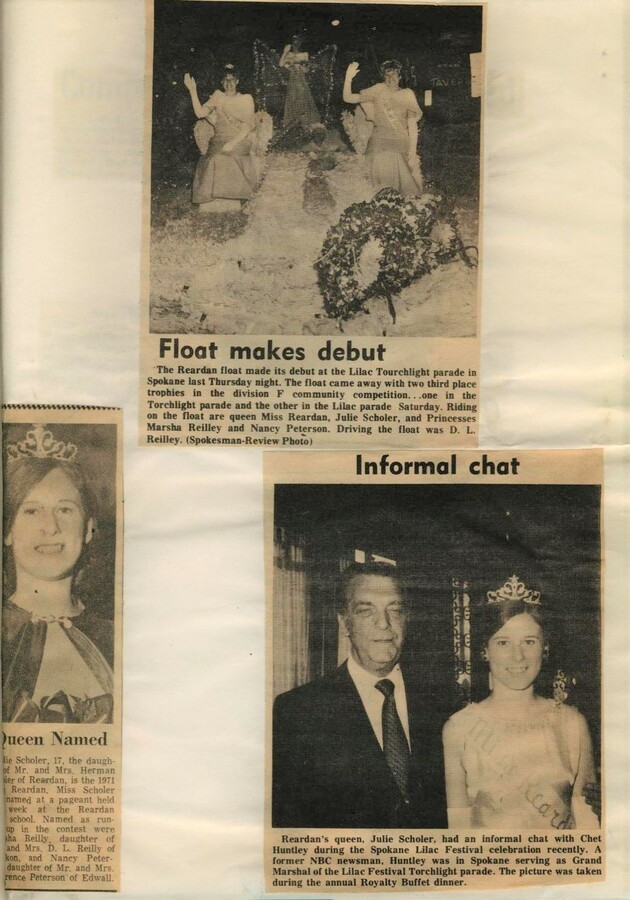 TAVER
Float makes debut
The Reardan float made its debut at the Lilac Tourchlight parade in
Spokane last Thursday night. The float came away with two third place
trophies in the division F community competition...one in the
Torchlight parade and the other in the Lilac parade Saturday. Riding
on the float are queen Miss Reardan, Julie Scholer, and Princesses
Marsha Reilley and Nancy Peterson. Driving the float was D. L.
Reilley. (Spokesman-Review Photo)
Queen Named
lie Scholer, 17, the daugh-
of Mr. and Mrs. Herman
ler of Reardan, is the 1971
Reardan. Miss Scholer
named at a pageant held
week at the Reardan
school. Named as run-
up in the contest were
sha Reilly, daughter of
and Mrs. D. L. Reilly of
kon, and Nancy Peter-
daughter of Mr. and Mrs.
rence Peterson of Edwall.
Informal chat
Reardan's queen, Julie Scholer, had an informal chat with Chet
Huntley during the Spokane Lilac Festival celebration recently. A
former NBC newsman, Huntley was in Spokane serving as Grand
Marshal of the Lilac Festival Torchlight parade. The picture was taken
during the annual Royalty Buffet dinner.